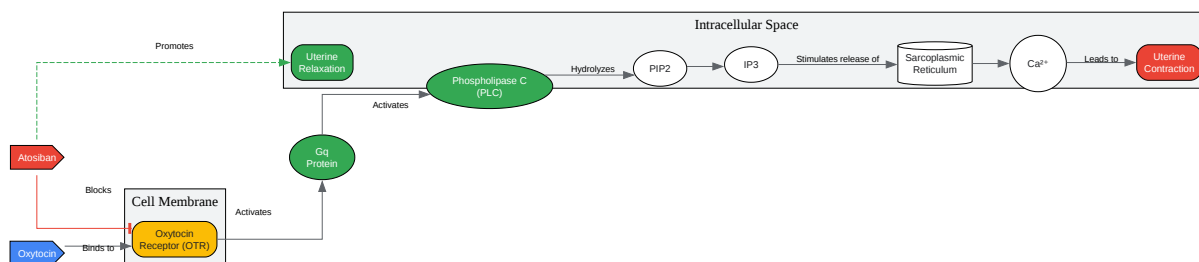 Intracellular Space
Promotes
Uterine
Relaxation
Phospholipase C
(PLC)
Hydrolyzes
PIP2
IP3
Stimulates release of
Sarcoplasmic
Reticulum
Ca²⁺
Leads to
Uterine
Contraction
Activates
Gq
Protein
Atosiban
Blocks
Cell Membrane
Activates
Oxytocin
Receptor (OTR)
Binds to
Oxytocin